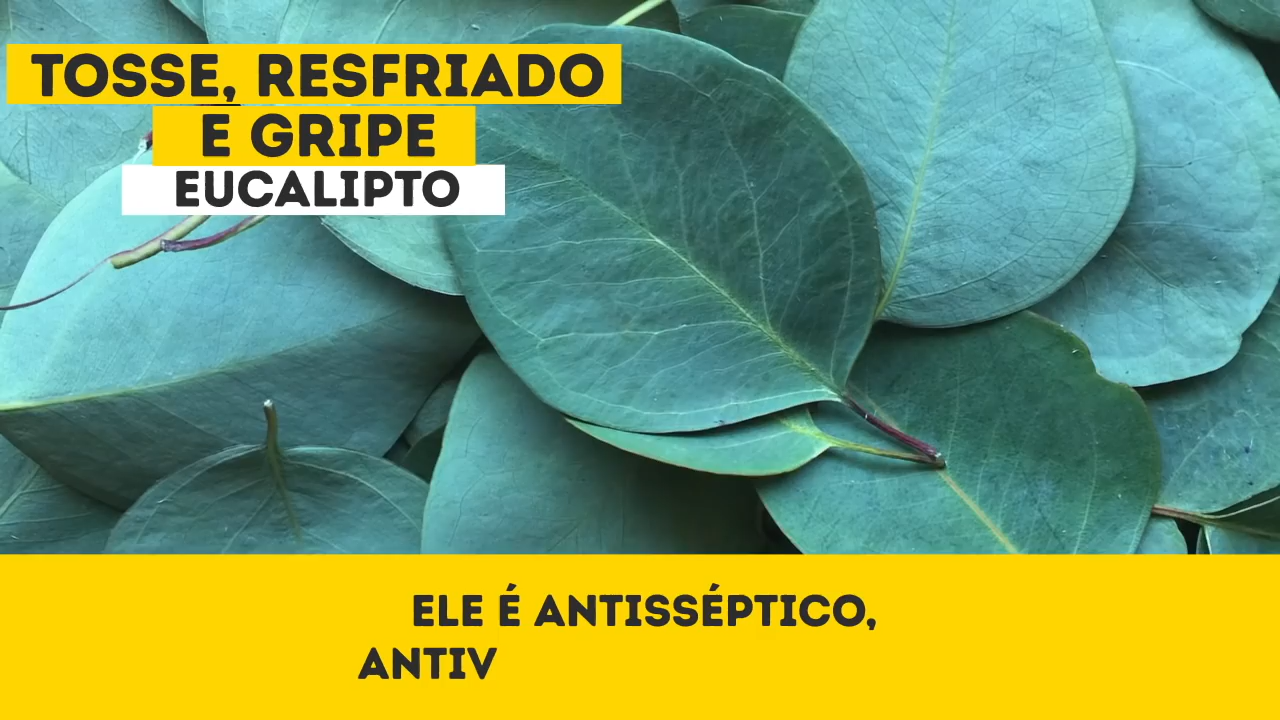 TOSSE, RESFRIADO
E GRIPE
EUCALIPTO
ELE É ANTISSÉPTICO,
ANTIV